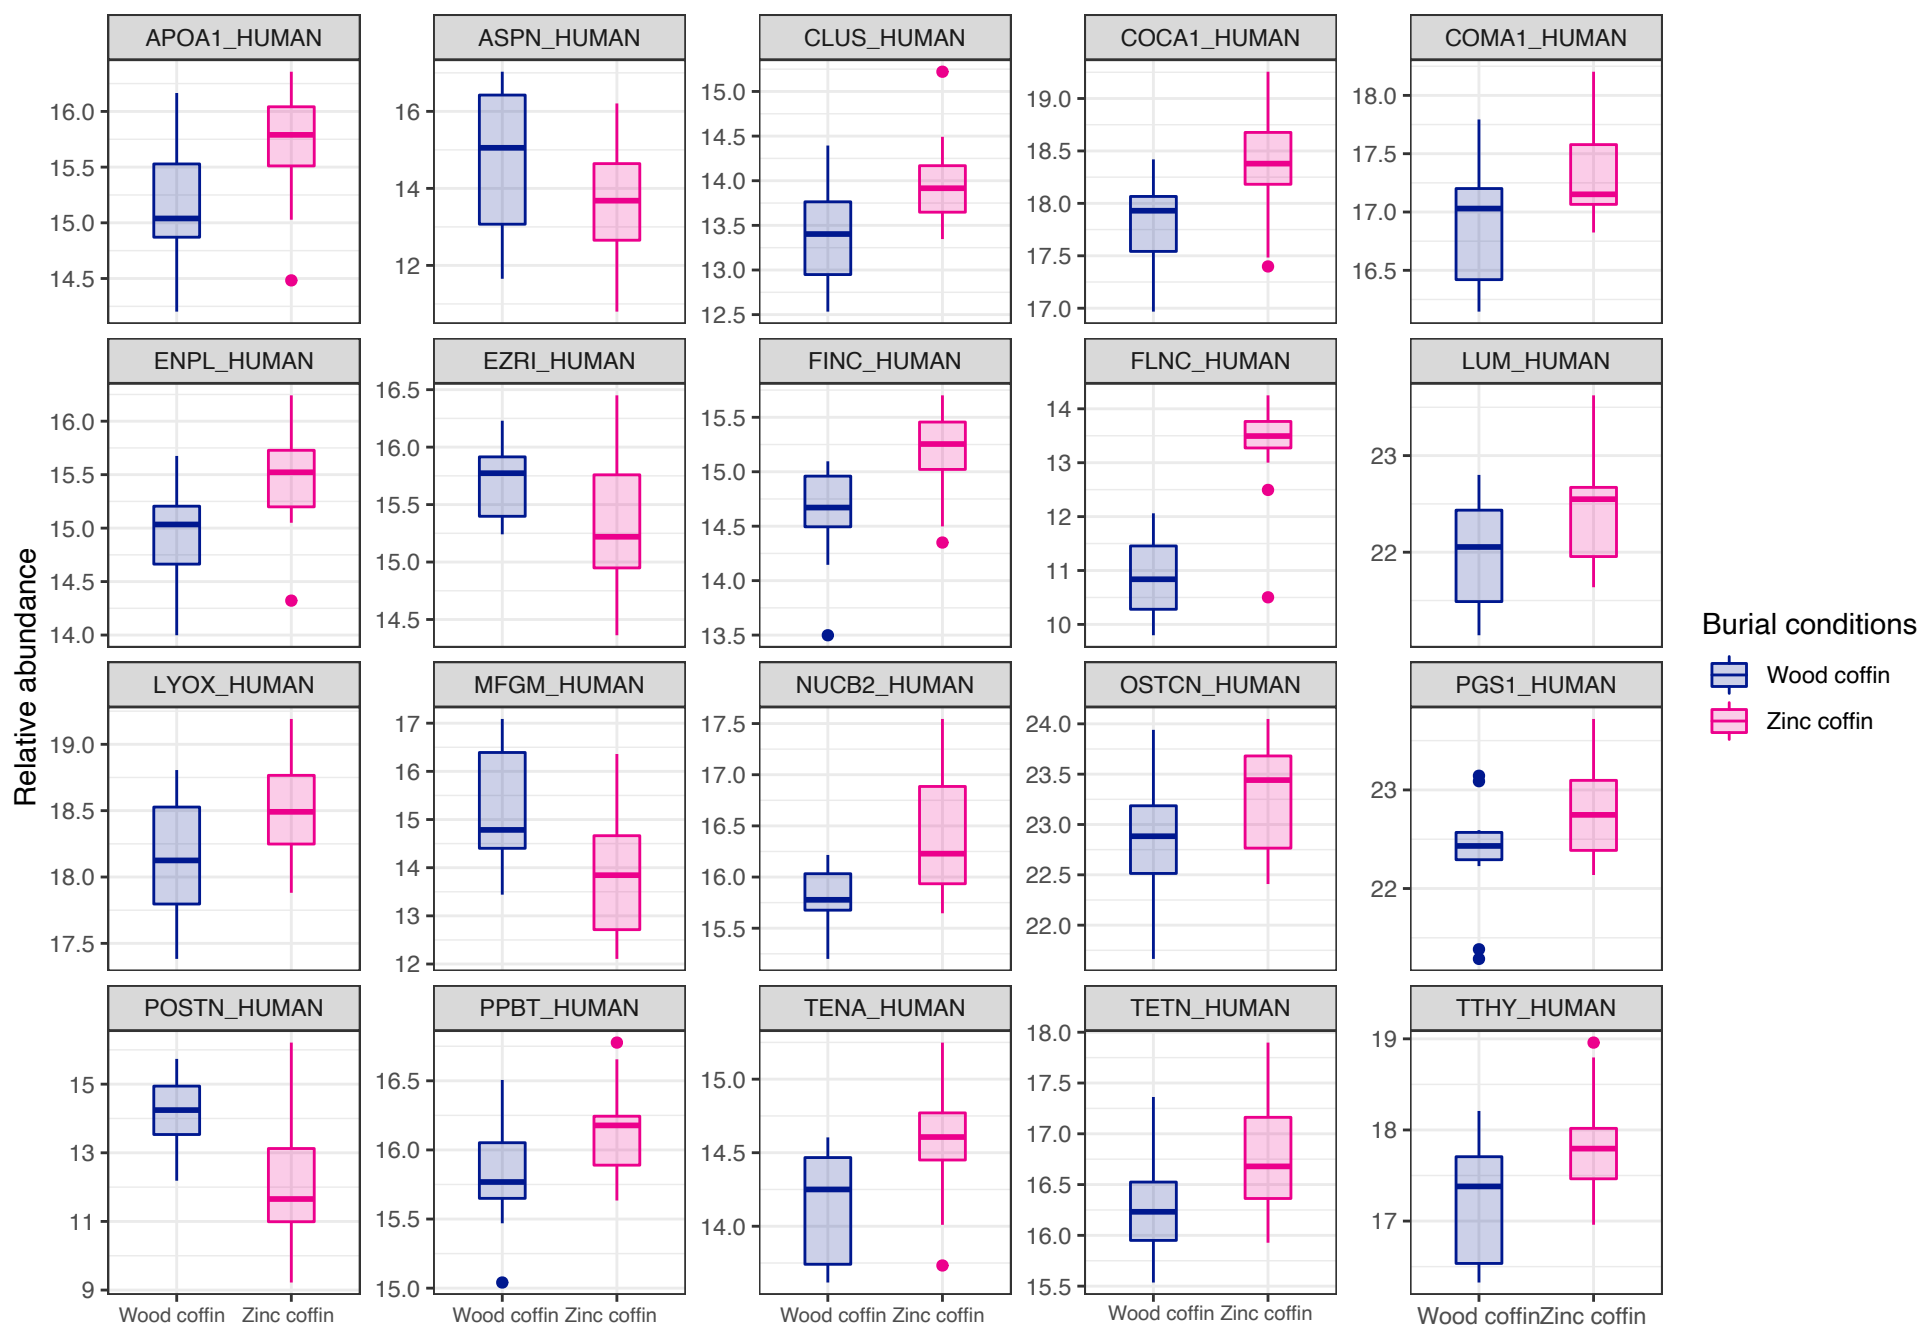 APOA1_HUMAN ASPN_HUMAN CLUS_HUMAN COCA1_HUMAN COMA1_HUMAN
16.0 15.5 15.0 14.5
16 14 12
15.0 14.5 14.0 13.5 13.0 12.5
19.0 18.5 18.0 17.5 17.0
18.0 17.5 17.0 16.5
ENPL_HUMAN EZRI_HUMAN FINC_HUMAN FLNC_HUMAN LUM_HUMAN
16.0 15.5 15.0 14.5 14.0
16.5 16.0 15.5 15.0 14.5
15.5 15.0 14.5 14.0 13.5
14 13 12 11 10
23 22
LYOX_HUMAN MFGM_HUMAN NUCB2_HUMAN OSTCN_HUMAN PGS1_HUMAN
19.0 18.5 18.0 17.5
17 16 15 14 13 12
17.5 17.0 16.5 16.0 15.5
24.0 23.5 23.0 22.5 22.0
23 22
POSTN_HUMAN PPBT_HUMAN TENA_HUMAN TETN_HUMAN TTHY_HUMAN
15 13 11 9
16.5 16.0 15.5 15.0
15.0 14.5 14.0
18.0 17.5 17.0 16.5 16.0 15.5
19 18 17
Wood coffin Zinc coffin Wood coffin Zinc coffin Wood coffin Zinc coffin Wood coffin Zinc coffin Wood coffin Zinc coffin
Relative abundance
Burial conditions
Wood coffin
Zinc coffin